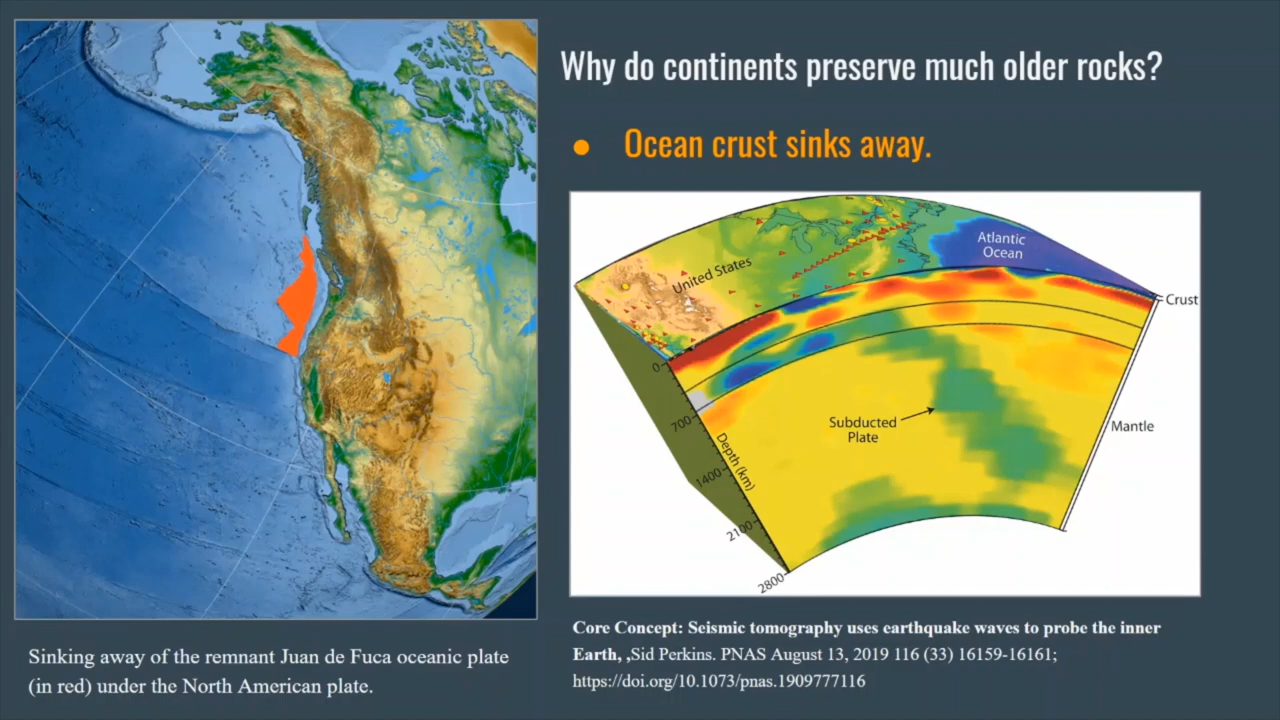 Why do continents preserve much older rocks?
● Ocean crust sinks away.
United States
Atlantic
Ocean
Crust
0
700
1400
2100
2800
Depth (km)
Subducted
Plate
Mantle
Sinking away of the remnant Juan de Fuca oceanic plate
(in red) under the North American plate.
Core Concept: Seismic tomography uses earthquake waves to probe the inner
Earth, ,Sid Perkins. PNAS August 13, 2019 116 (33) 16159-16161;
https://doi.org/10.1073/pnas.1909777116